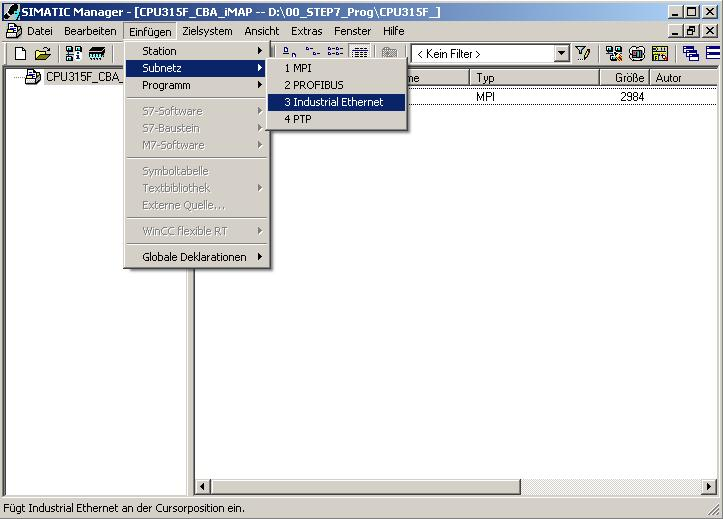 SIMATIC Manager - [CPU315F_CBA_iMAP -- D:\00_STEP7_Prog\CPU315F_]
Datei Bearbeiten Einfügen Zielsystem Ansicht Extras Fenster Hilfe
< Kein Filter >
CPU315F_CBA_
Station
Subnetz
Programm
S7-Software
S7-Baustein
M7-Software
Symboltabelle
Textbibliothek
Externe Quelle...
WinCC flexible RT
Globale Deklarationen
1 MPI
2 PROFIBUS
3 Industrial Ethernet
4 PTP
Typ Größe Autor
MPI 2984
Fügt Industrial Ethernet an der Cursorposition ein.